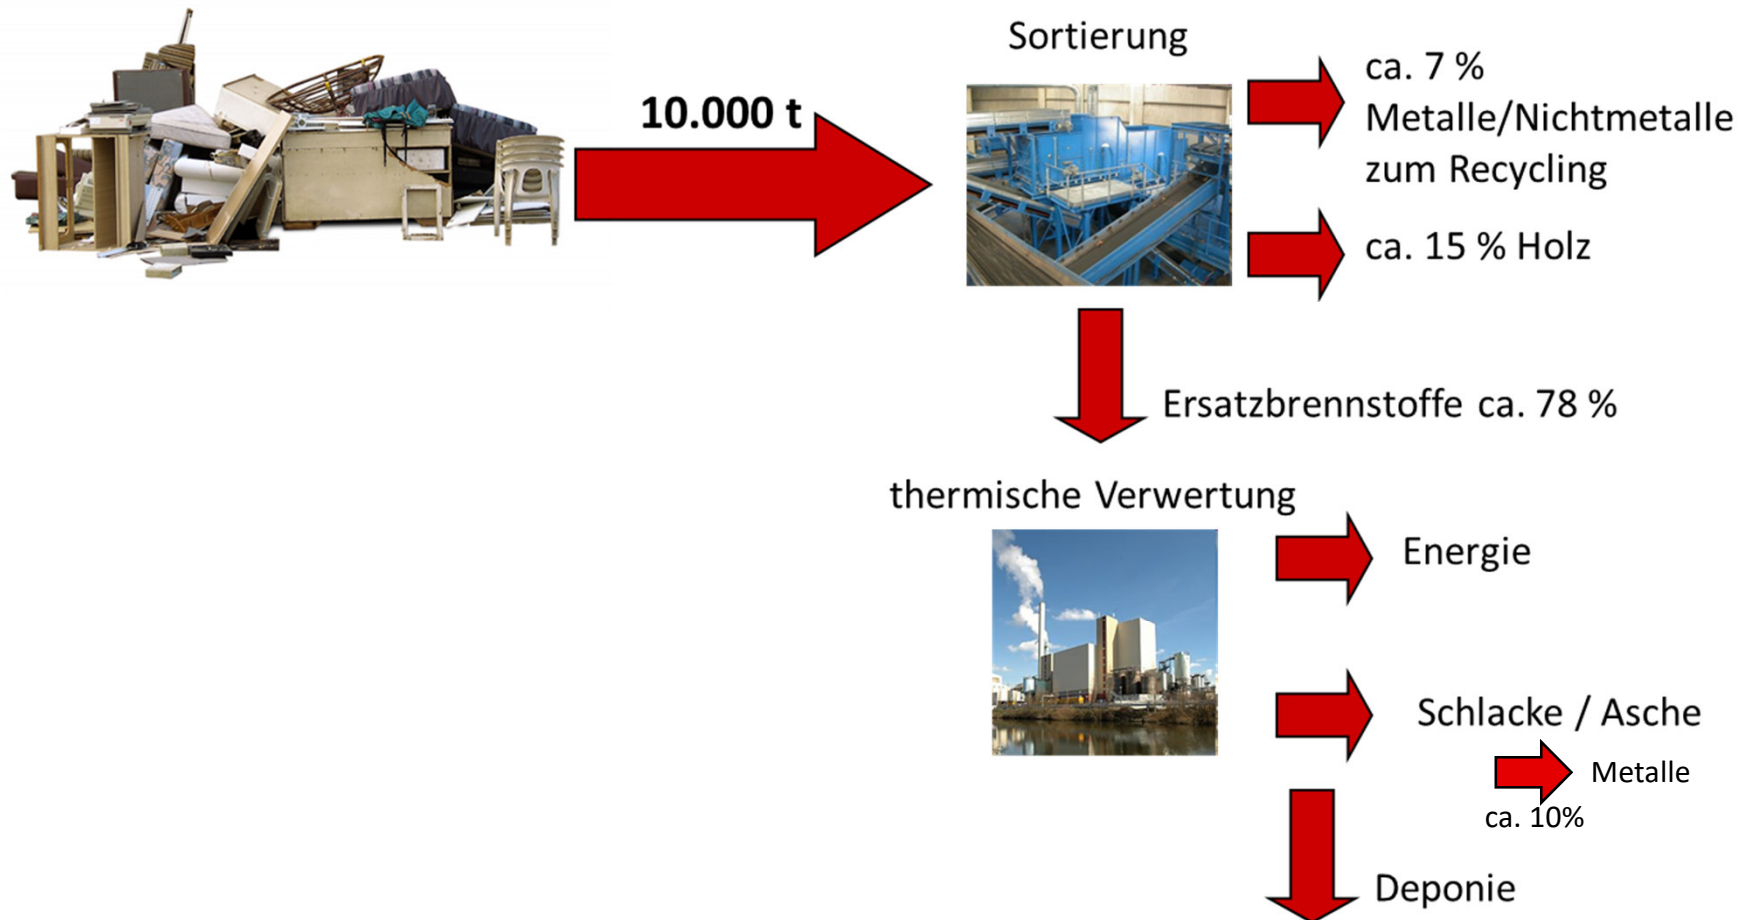 Sortierung
10.000 t
ca. 7 %
Metalle/Nichtmetalle
zum Recycling
ca. 15 % Holz
Ersatzbrennstoffe ca. 78 %
thermische Verwertung
Energie
Schlacke / Asche
Metalle
ca. 10%
Deponie